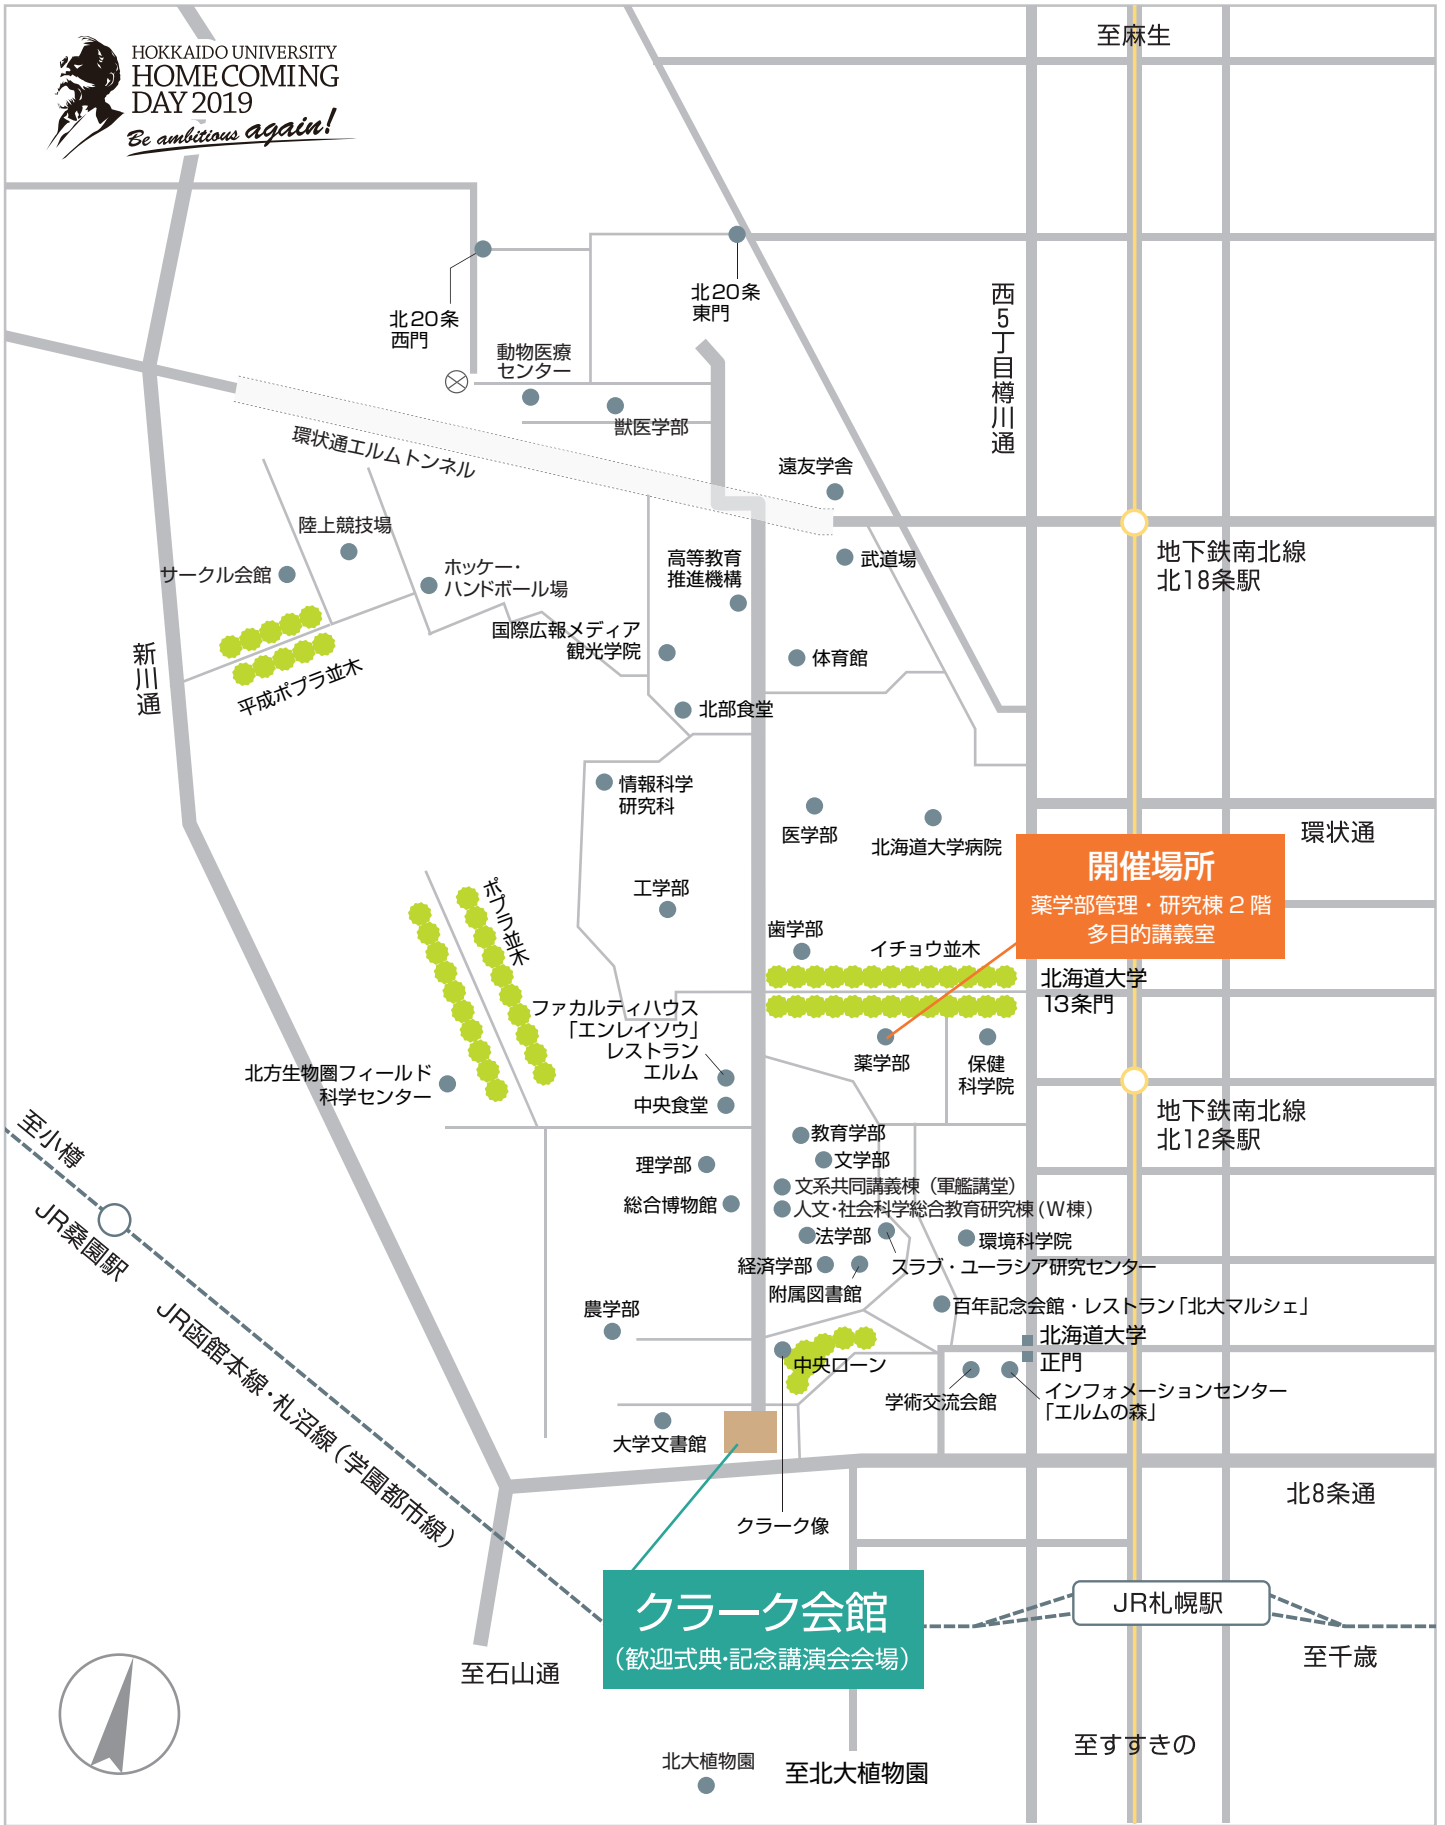 HOKKAIDO UNIVERSITY
HOME COMING
DAY 2019
Be ambitious again!
至麻生
北20条
西門
北20条
東門
西5丁目樽川通
動物医療
センター
獣医学部
環状通エルムトンネル
遠友学舎
陸上競技場
サークル会館
ホッケー・
ハンドボール場
高等教育
推進機構
武道場
地下鉄南北線
北18条駅
国際広報メディア
観光学院
体育館
新川通
平成ポプラ並木
北部食堂
情報科学
研究科
医学部
北海道大学病院
環状通
開催場所
薬学部管理・研究棟2階
多目的講義室
工学部
ポプラ並木
歯学部
イチョウ並木
北海道大学
13条門
ファカルティハウス
「エンレイソウ」
レストラン
エルム
薬学部
保健
科学院
北方生物圏フィールド
科学センター
中央食堂
地下鉄南北線
北12条駅
至小樽
教育学部
文学部
理学部
文系共同講義棟（軍艦講堂）
総合博物館
人文・社会科学総合教育研究棟(W棟)
JR桑園駅
法学部
環境科学院
経済学部
スラブ・ユーラシア研究センター
附属図書館
農学部
百年記念会館・レストラン「北大マルシェ」
JR函館本線・札沼線（学園都市線）
北海道大学
正門
中央ローン
学術交流会館
インフォメーションセンター
「エルムの森」
大学文書館
北8条通
クラーク像
クラーク会館
（歓迎式典・記念講演会会場）
JR札幌駅
至千歳
至石山通
至すすきの
北大植物園
至北大植物園